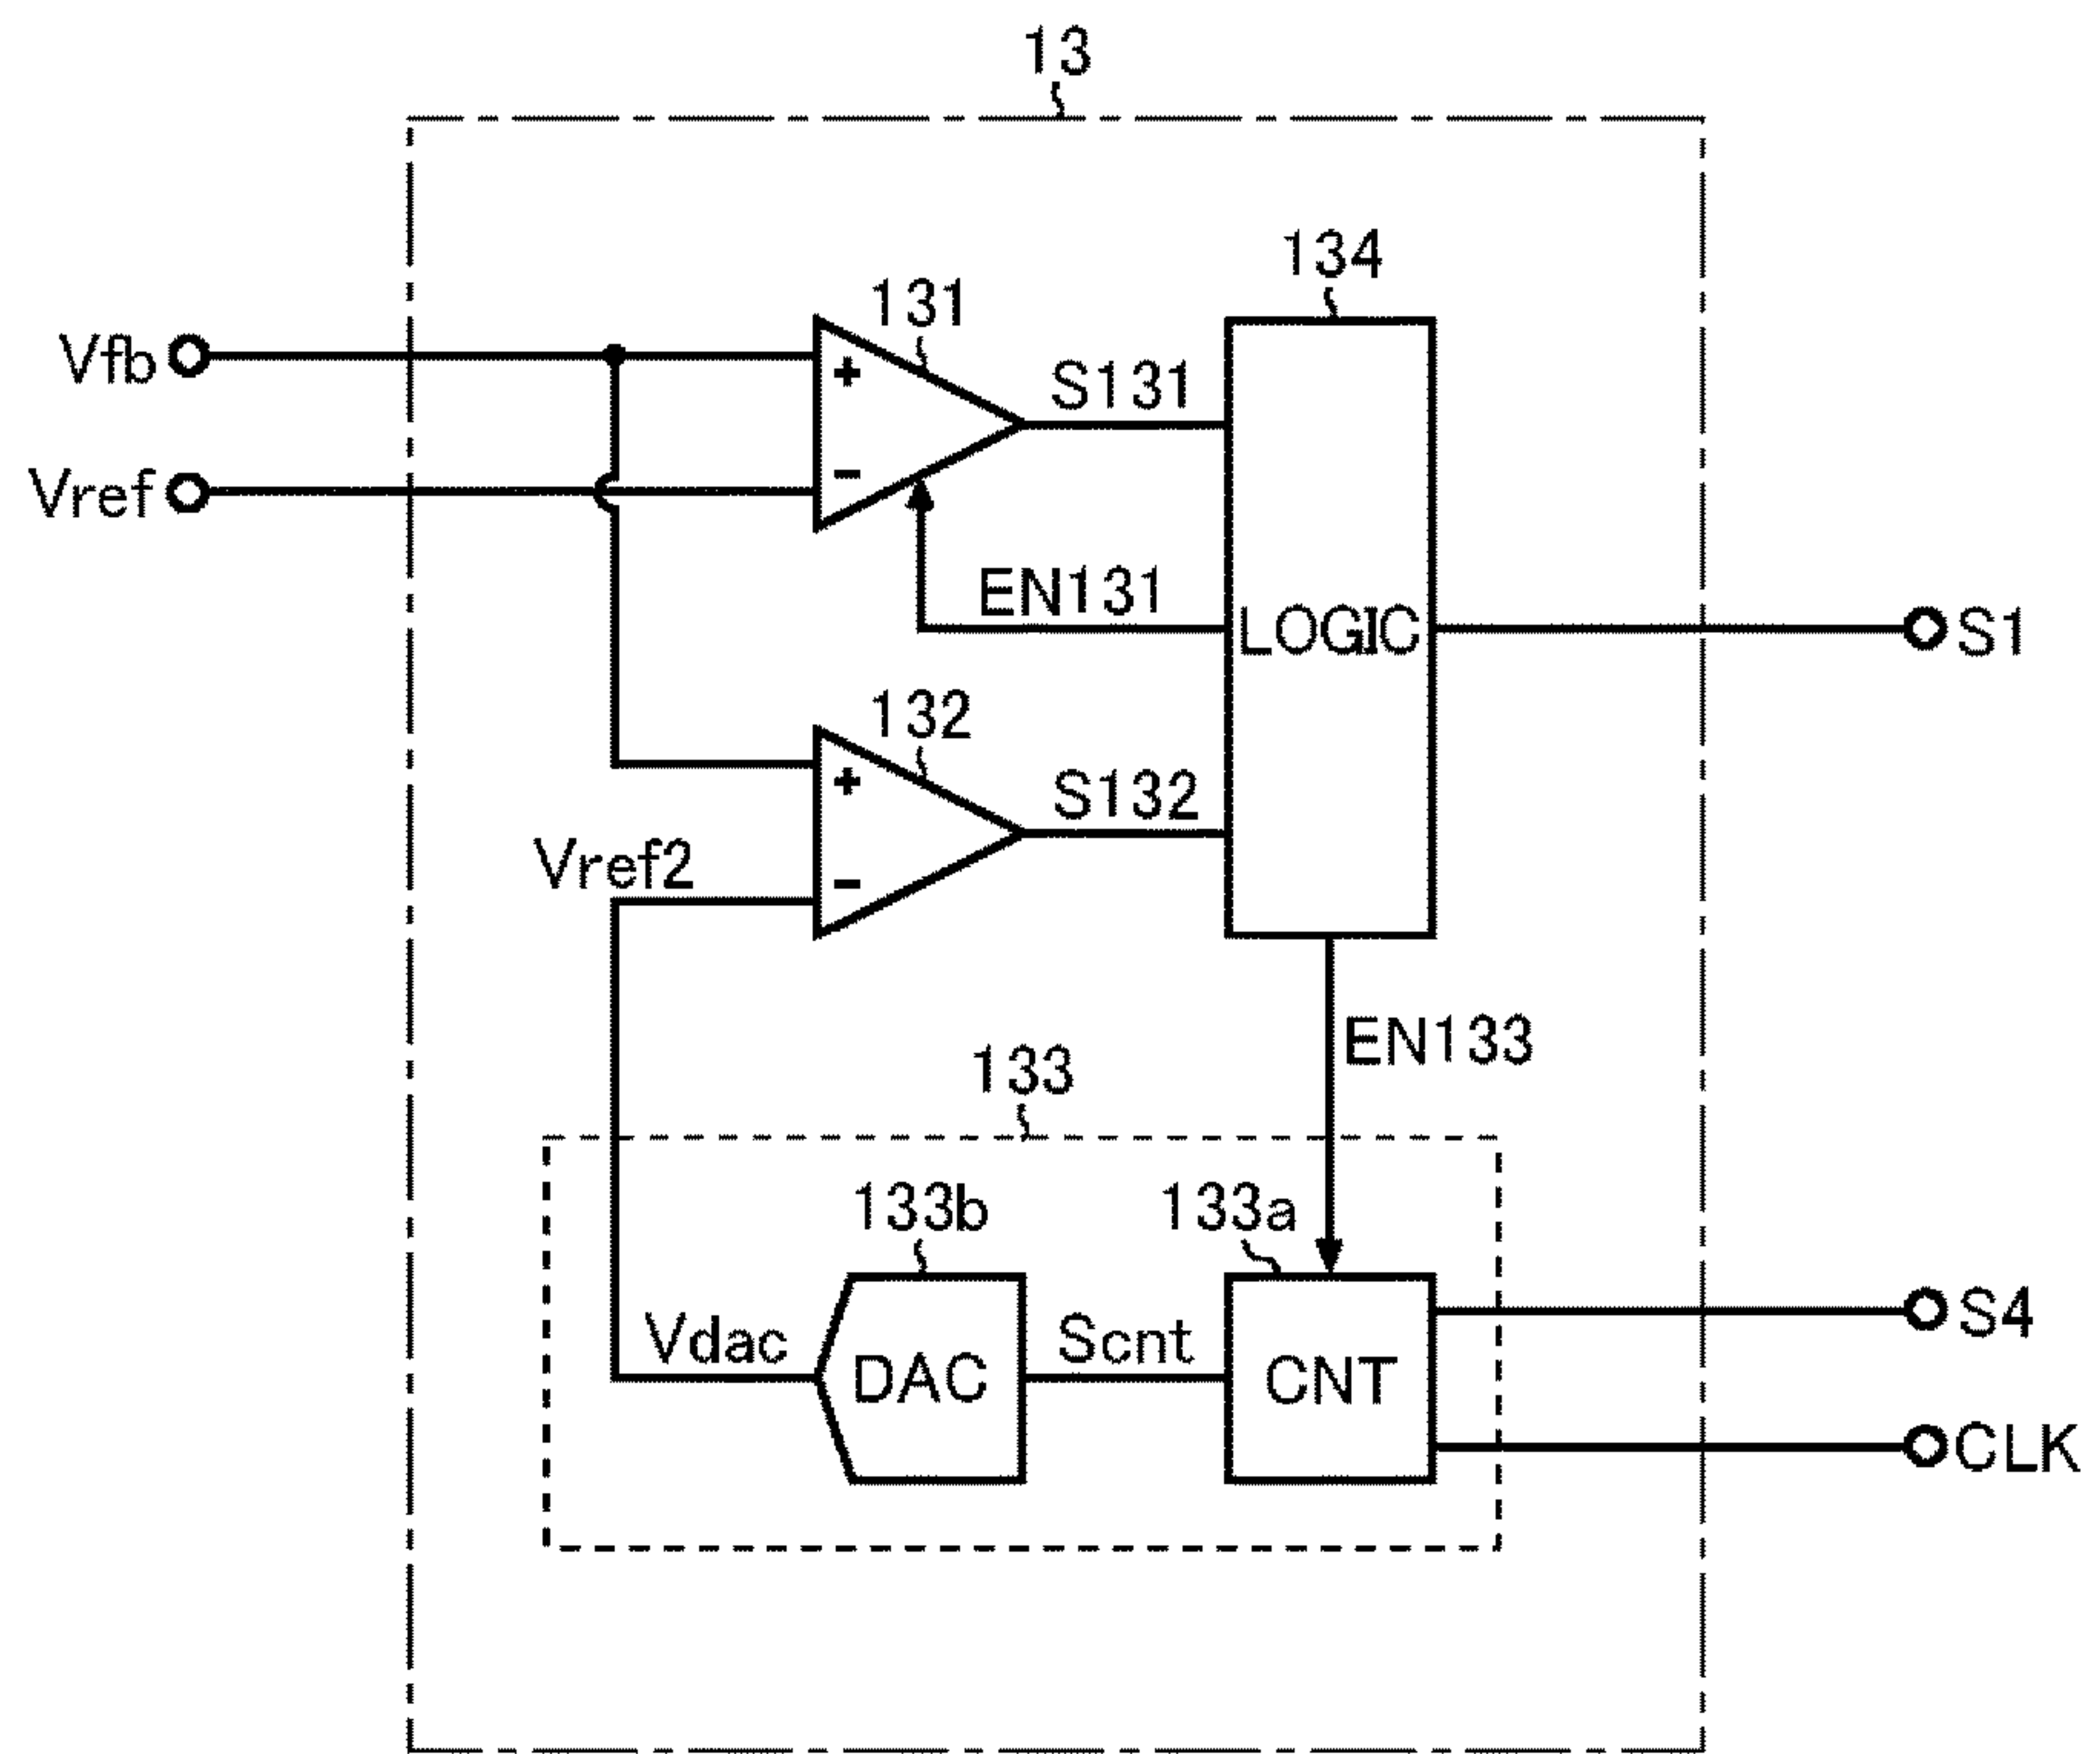 13
134
131
Vfb
+
S131
Vref
-
EN131
LOGIC
S1
132
+
S132
Vref2
-
EN133
133
133b
133a
Vdac
DAC
Scnt
CNT
S4
CLK